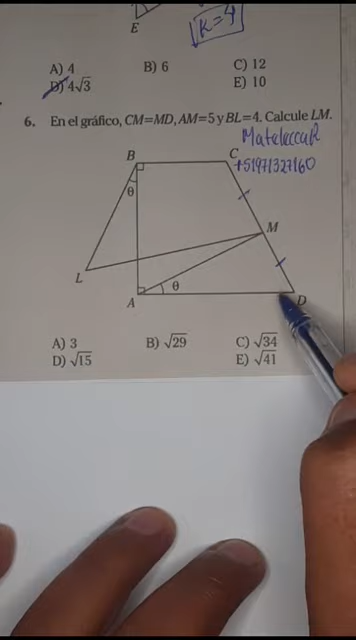 E
K=4
A) 4
B) 6
C) 12
D) 4√3
E) 10
6. En el gráfico, CM=MD, AM=5 y BL=4. Calcule LM.
Mateleccar
+51971327160
B
C
θ
M
L
θ
A
D
A) 3
B) √29
C) √34
D) √15
E) √41